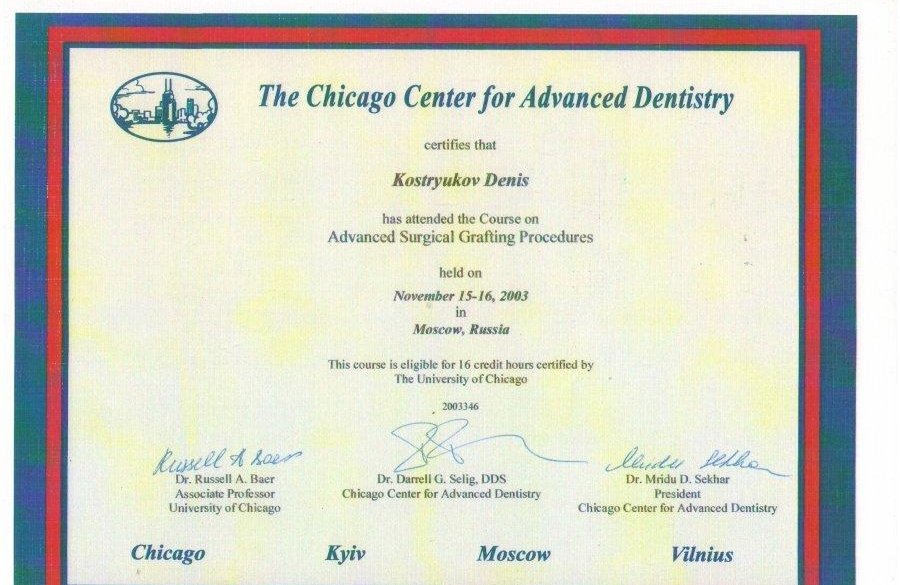 The Chicago Center for Advanced Dentistry
certifies that
Kostryukov Denis
has attended the Course on
Advanced Surgical Grafting Procedures
held on
November 15-16, 2003
in
Moscow, Russia
This course is eligible for 16 credit hours certified by
The University of Chicago
2003346
Russell A Baer
Dr. Russell A. Baer
Associate Professor
University of Chicago
Dr. Darrell G. Selig, DDS
Chicago Center for Advanced Dentistry
Dr. Mridu D. Sekhar
President
Chicago Center for Advanced Dentistry
Chicago Kyiv Moscow Vilnius